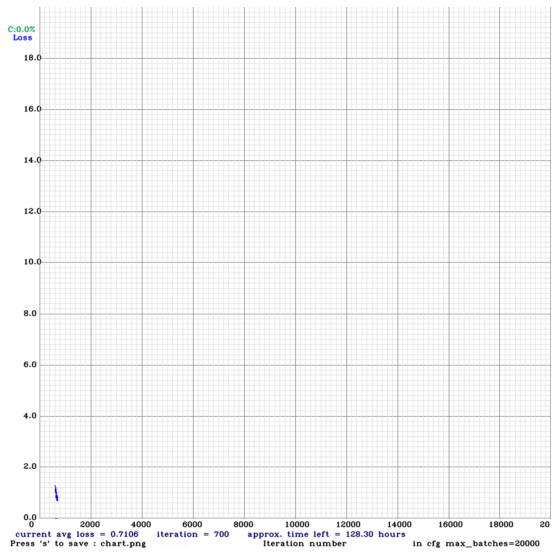 C:0.0%
Loss
18.0
16.0
14.0
12.0
10.0
8.0
6.0
4.0
2.0
0.0
0 2000 4000 6000 8000 10000 12000 14000 16000 18000 20
current avg loss = 0.7106 iteration = 700 approx. time left = 128.30 hours
Press 's' to save : chart.png Iteration number in cfg max_batches=20000